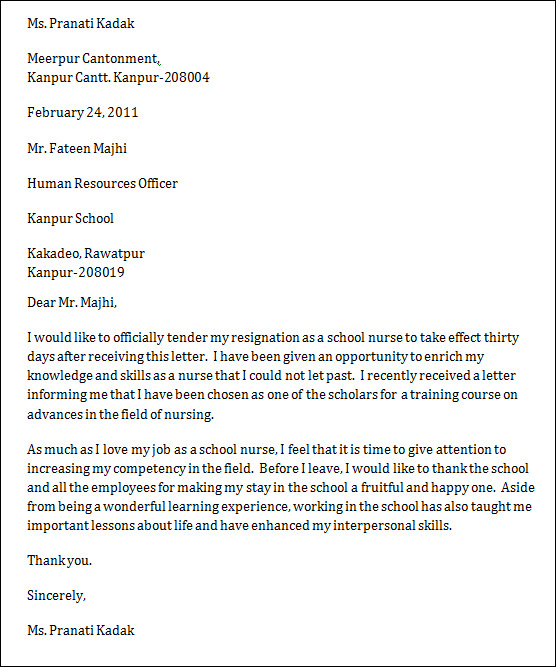 Ms. Pranati Kadak
Meerpur Cantonment,
Kanpur Cantt. Kanpur-208004
February 24, 2011
Mr. Fateen Majhi
Human Resources Officer
Kanpur School
Kakadeo, Rawatpur
Kanpur-208019
Dear Mr. Majhi,
I would like to officially tender my resignation as a school nurse to take effect thirty
days after receiving this letter. I have been given an opportunity to enrich my
knowledge and skills as a nurse that I could not let past. I recently received a letter
informing me that I have been chosen as one of the scholars for a training course on
advances in the field of nursing.
As much as I love my job as a school nurse, I feel that it is time to give attention to
increasing my competency in the field. Before I leave, I would like to thank the school
and all the employees for making my stay in the school a fruitful and happy one. Aside
from being a wonderful learning experience, working in the school has also taught me
important lessons about life and have enhanced my interpersonal skills.
Thank you.
Sincerely,
Ms. Pranati Kadak